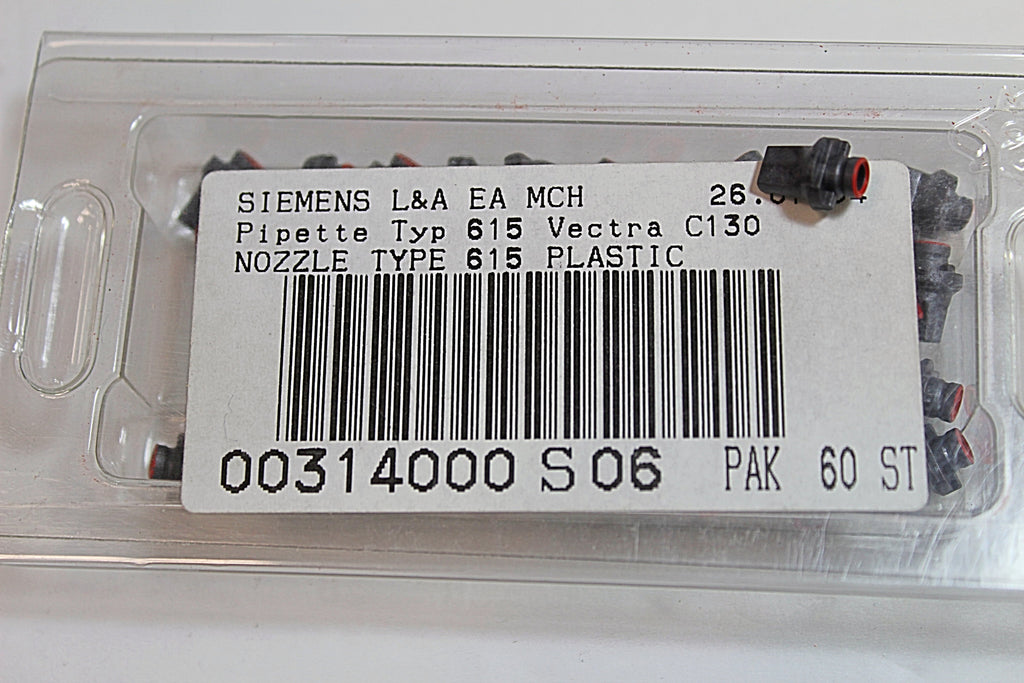 SIEMENS L&A EA MCH
Pipette Typ 615 Vectra C130
NOZZLE TYPE 615 PLASTIC
00314000 S 06 PAK 60 ST